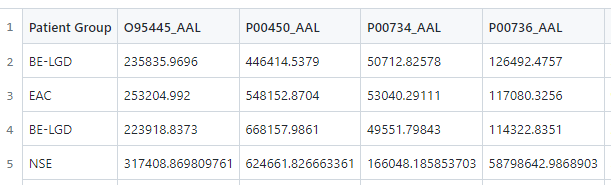 1 Patient Group O95445_AAL P00450_AAL P00734_AAL P00736_AAL
2 BE-LGD 235835.9696 446414.5379 50712.82578 126492.4757
3 EAC 253204.992 548152.8704 53040.29111 117080.3256
4 BE-LGD 223918.8373 668157.9861 49551.79843 114322.8351
5 NSE 317408.869809761 624661.826663361 166048.185853703 58798642.9868903